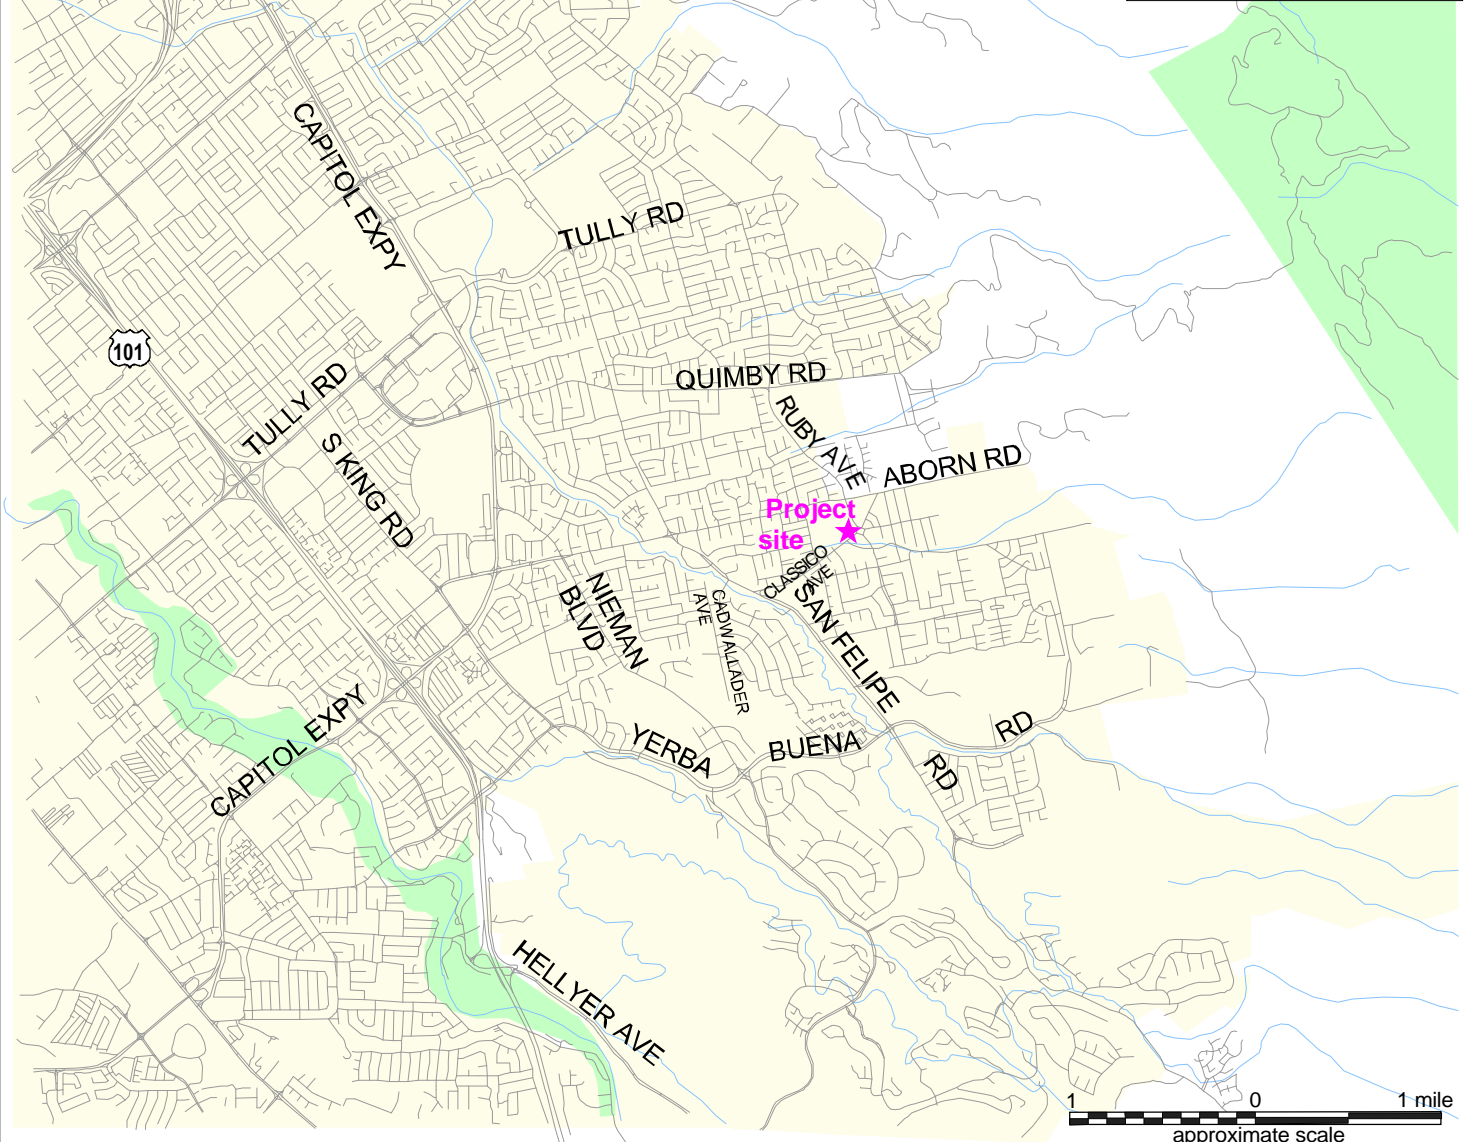 CAPITOL EXPY
TULLY RD
101
TULLY RD
QUIMBY RD
RUBY AVE
S KING RD
ABORN RD
Project
site
CLASSICO
AVE
NIEMAN
BLVD
CADWALLADER
AVE
SAN FELIPE
CAPITOL EXPY
YERBA
BUENA
RD
RD
HELLYER AVE
1 0 1 mile
approximate scale